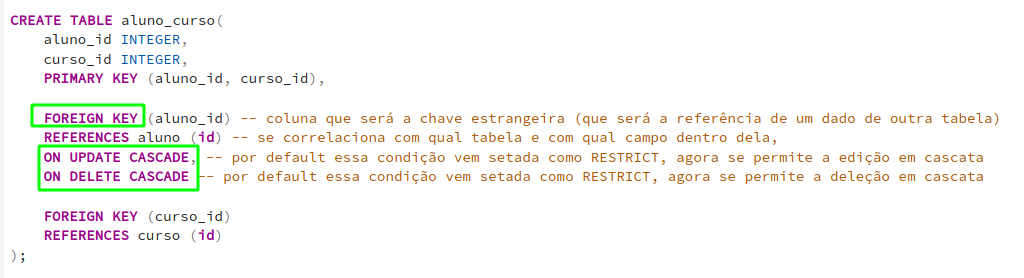 CREATE TABLE aluno_curso(
aluno_id INTEGER,
curso_id INTEGER,
PRIMARY KEY (aluno_id, curso_id),
FOREIGN KEY (aluno_id) -- coluna que será a chave estrangeira (que será a referência de um dado de outra tabela)
REFERENCES aluno (id) -- se correlaciona com qual tabela e com qual campo dentro dela,
ON UPDATE CASCADE, -- por default essa condição vem setada como RESTRICT, agora se permite a edição em cascata
ON DELETE CASCADE -- por default essa condição vem setada como RESTRICT, agora se permite a deleção em cascata
FOREIGN KEY (curso_id)
REFERENCES curso (id)
);